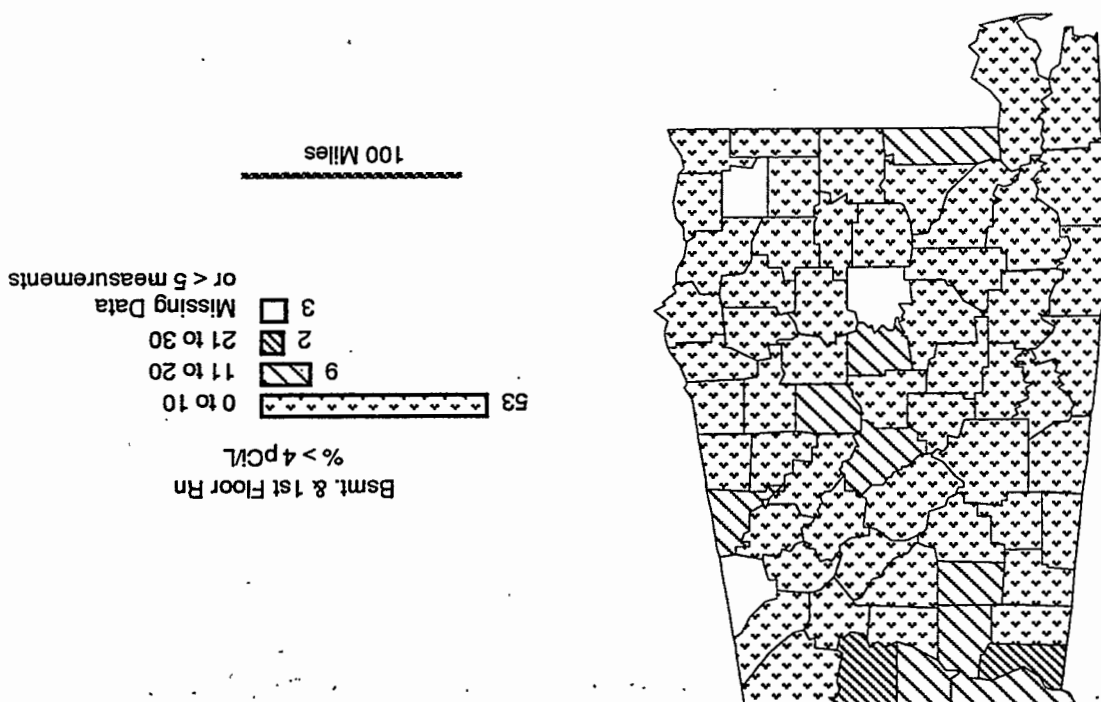 Bsmt. & 1st Floor Rn
% > 4 pCi/L
53 0 to 10
9 11 to 20
2 21 to 30
3 Missing Data
or < 5 measurements
100 Miles